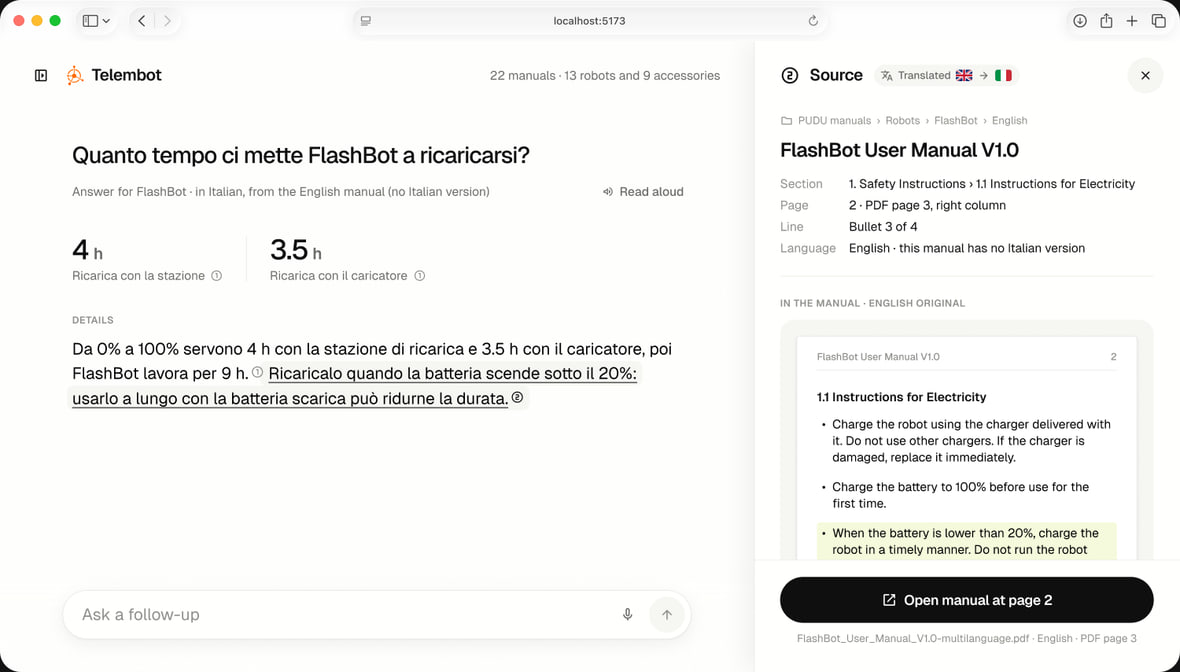 localhost:5173
Telembot
22 manuals · 13 robots and 9 accessories
Quanto tempo ci mette FlashBot a ricaricarsi?
Answer for FlashBot · in Italian, from the English manual (no Italian version)
Read aloud
4 h
Ricarica con la stazione 1
3.5 h
Ricarica con il caricatore 1
DETAILS
Da 0% a 100% servono 4 h con la stazione di ricarica e 3.5 h con il caricatore, poi
FlashBot lavora per 9 h. 1 Ricaricalo quando la batteria scende sotto il 20%:
usarlo a lungo con la batteria scarica può ridurne la durata. 2
Ask a follow-up
2 Source
Translated →
PUDU manuals › Robots › FlashBot › English
FlashBot User Manual V1.0
Section 1. Safety Instructions › 1.1 Instructions for Electricity
Page 2 · PDF page 3, right column
Line Bullet 3 of 4
Language English · this manual has no Italian version
IN THE MANUAL · ENGLISH ORIGINAL
FlashBot User Manual V1.0 2
1.1 Instructions for Electricity
• Charge the robot using the charger delivered with
it. Do not use other chargers. If the charger is
damaged, replace it immediately.
• Charge the battery to 100% before use for the
first time.
• When the battery is lower than 20%, charge the
robot in a timely manner. Do not run the robot
Open manual at page 2
FlashBot_User_Manual_V1.0-multilanguage.pdf · English · PDF page 3